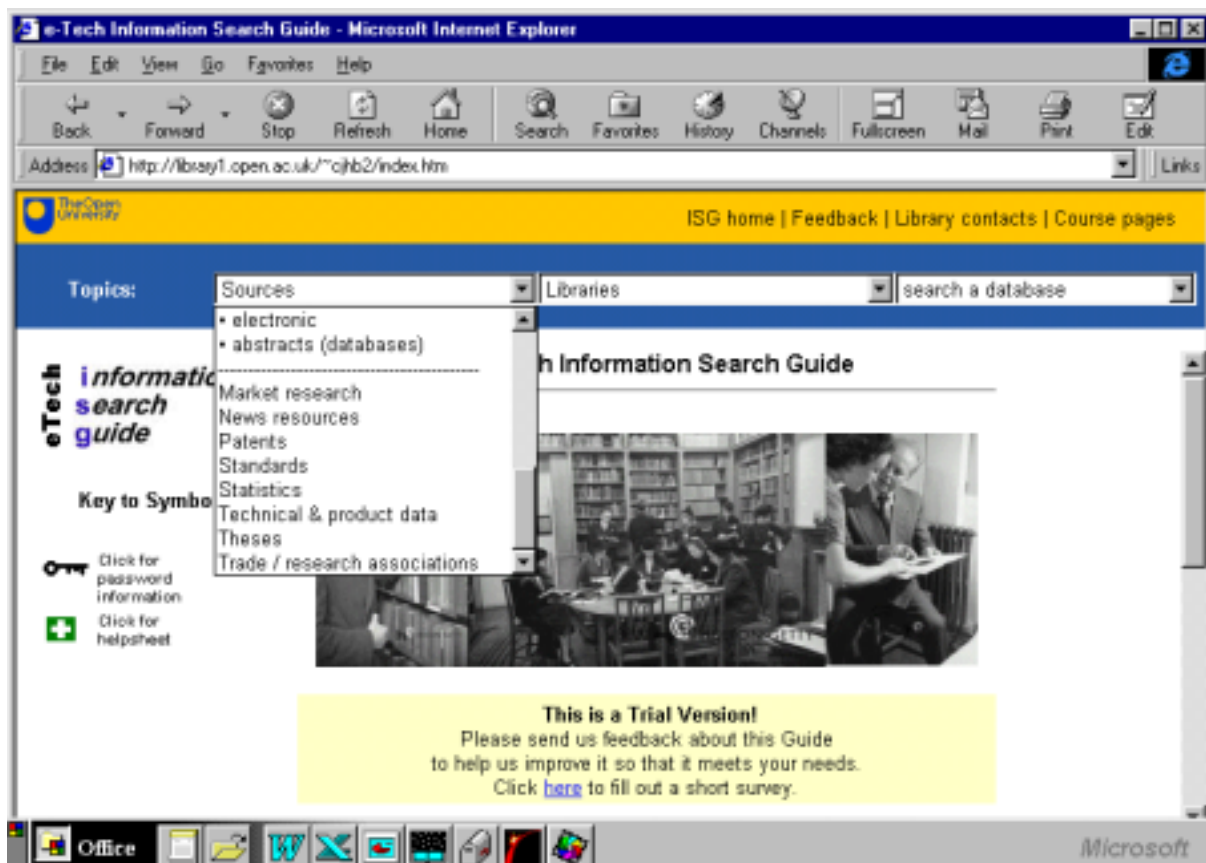 e-Tech Information Search Guide - Microsoft Internet Explorer
File Edit View Go Favorites Help
Back Forward Stop Refresh Home Search Favorites History Channels Fullscreen Mail Print Edit
Address http://library1.open.ac.uk/~cjhb2/index.htm Links
The Open
University
ISG home | Feedback | Library contacts | Course pages
Topics: Sources Libraries search a database
• electronic
• abstracts (databases)
--------------------------------------------
Market research
News resources
Patents
Standards
Statistics
Technical & product data
Theses
Trade / research associations
eTech
informatic
search
guide
h Information Search Guide
Key to Symbo
Click for
password
information
Click for
helpsheet
This is a Trial Version!
Please send us feedback about this Guide
to help us improve it so that it meets your needs.
Click here to fill out a short survey.
Office
Microsoft